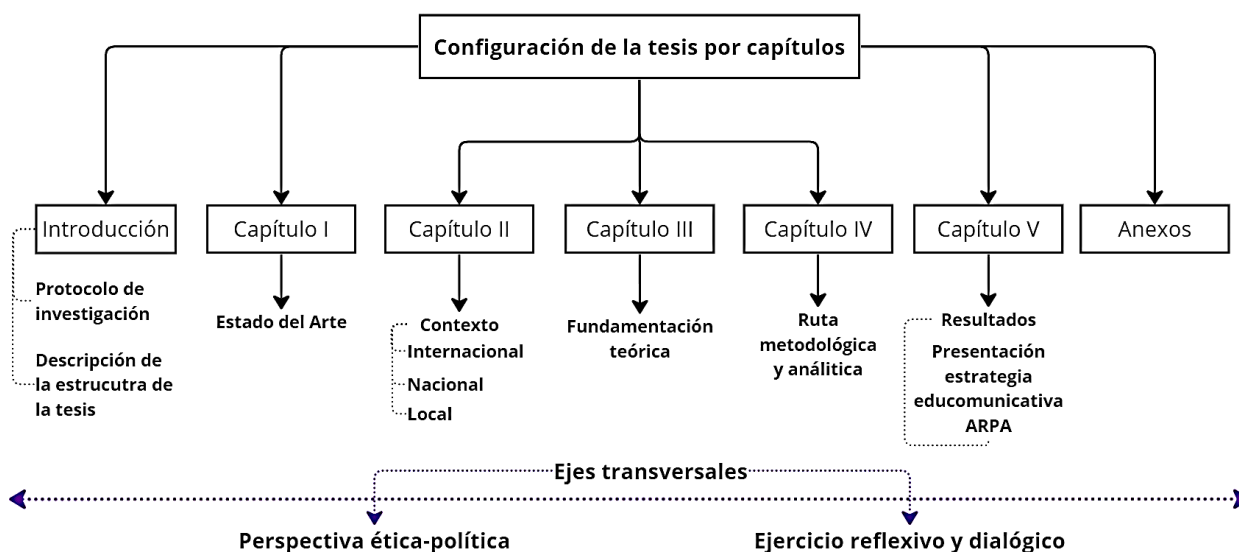 Configuración de la tesis por capítulos
Introducción
Capítulo I
Capítulo II
Capítulo III
Capítulo IV
Capítulo V
Anexos
Protocolo de
investigación
Descripción de
la estrucutra de
la tesis
Estado del Arte
Contexto
Internacional
Nacional
Local
Fundamentación
teórica
Ruta
metodológica
y análitica
Resultados
Presentación
estrategia
educomunicativa
ARPA
Ejes transversales
Perspectiva ética-política
Ejercicio reflexivo y dialógico